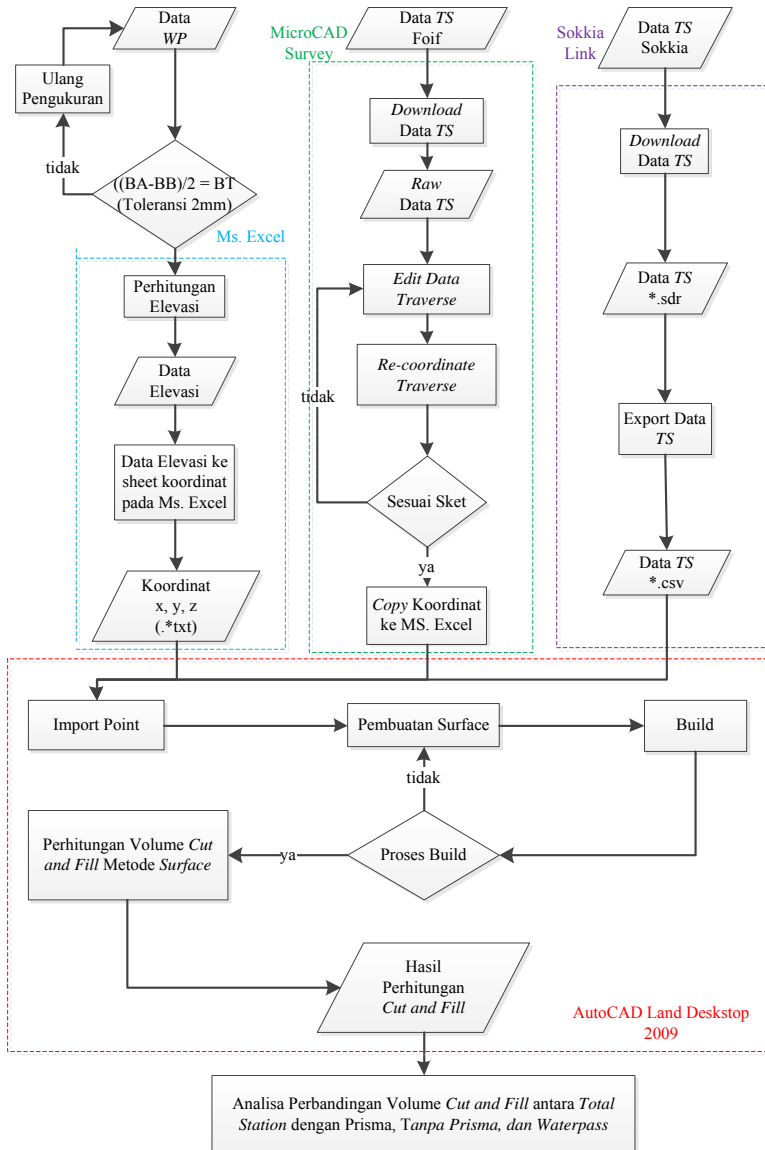 Data
WP
Ulang
Pengukuran
tidak
((BA-BB)/2 = BT
(Toleransi 2mm)
Ms. Excel
Perhitungan
Elevasi
Data
Elevasi
Data Elevasi ke
sheet koordinat
pada Ms. Excel
Koordinat
x, y, z
(.*txt)
MicroCAD
Survey
Data TS
Foif
Download
Data TS
Raw
Data TS
Edit Data
Traverse
Re-coordinate
Traverse
tidak
Sesuai Sket
ya
Copy Koordinat
ke MS. Excel
Sokkia
Link
Data TS
Sokkia
Download
Data TS
Data TS
*.sdr
Export Data
TS
Data TS
*.csv
Import Point
Pembuatan Surface
Build
tidak
Proses Build
ya
Perhitungan Volume Cut
and Fill Metode Surface
Hasil
Perhitungan
Cut and Fill
AutoCAD Land Deskstop
2009
Analisa Perbandingan Volume Cut and Fill antara Total
Station dengan Prisma, Tanpa Prisma, dan Waterpass